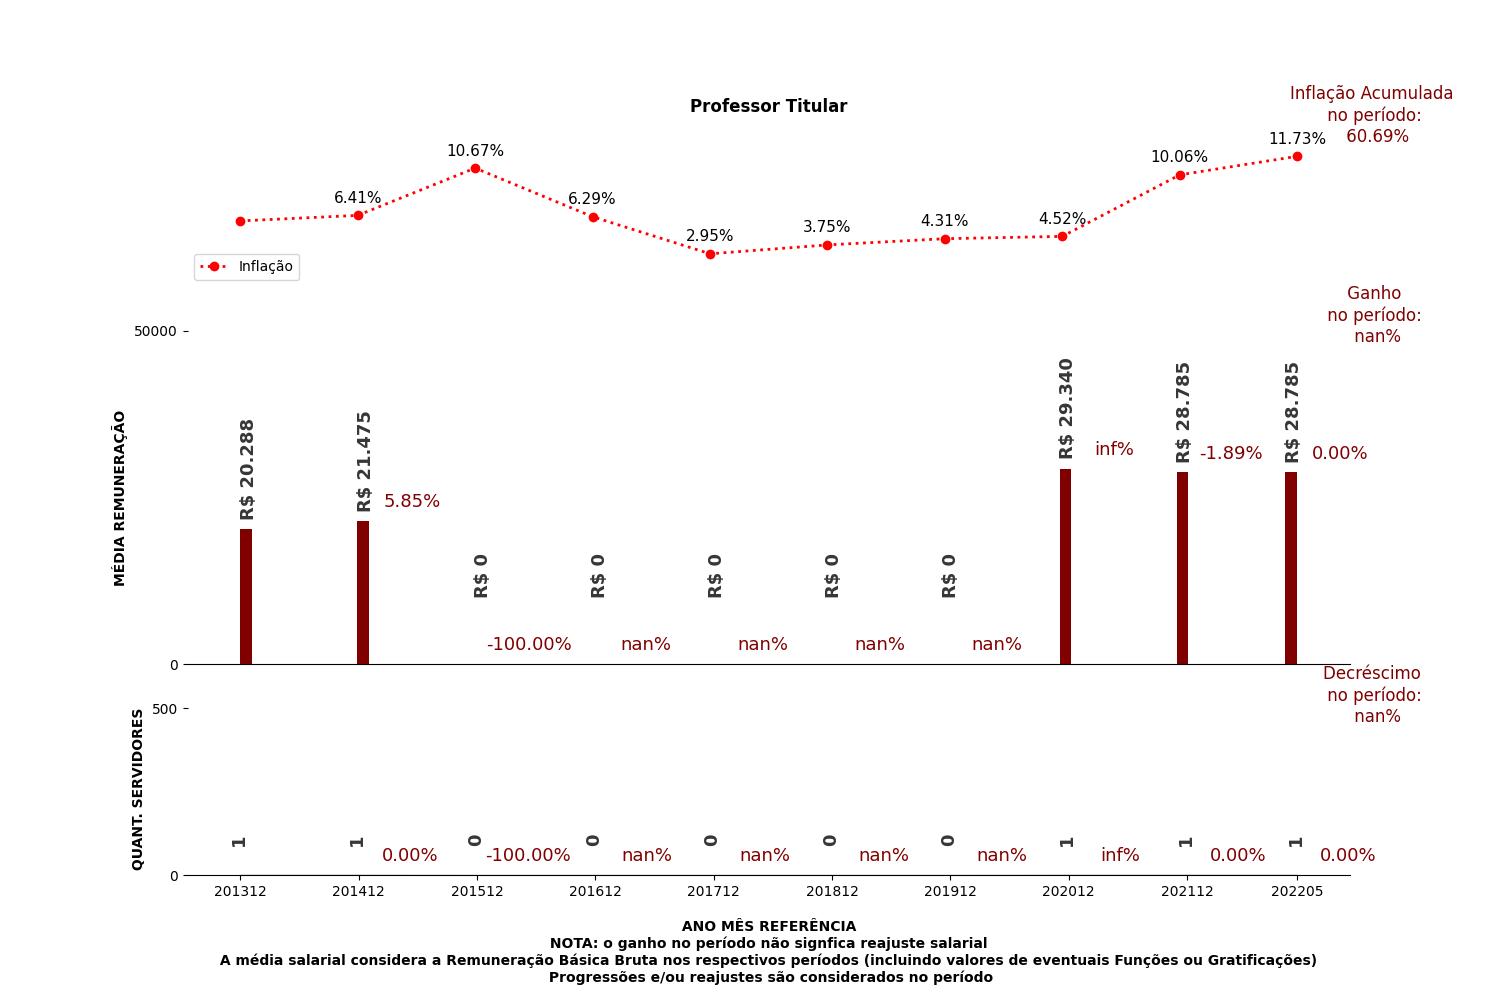 Professor Titular
Inflação Acumulada
no período:
60.69%
6.41%
10.67%
6.29%
2.95%
3.75%
4.31%
4.52%
10.06%
11.73%
Inflação
Ganho
no período:
nan%
50000
0
MÉDIA REMUNERAÇÃO
R$ 20.288
R$ 21.475
R$ 0
R$ 0
R$ 0
R$ 0
R$ 0
R$ 29.340
R$ 28.785
R$ 28.785
5.85%
-100.00%
nan%
nan%
nan%
nan%
inf%
-1.89%
0.00%
Decréscimo
no período:
nan%
500
0
QUANT. SERVIDORES
1
1
0
0
0
0
0
1
1
1
0.00%
-100.00%
nan%
nan%
nan%
nan%
inf%
0.00%
0.00%
201312
201412
201512
201612
201712
201812
201912
202012
202112
202205
ANO MÊS REFERÊNCIA
NOTA: o ganho no período não signfica reajuste salarial
A média salarial considera a Remuneração Básica Bruta nos respectivos períodos (incluindo valores de eventuais Funções ou Gratificações)
Progressões e/ou reajustes são considerados no período